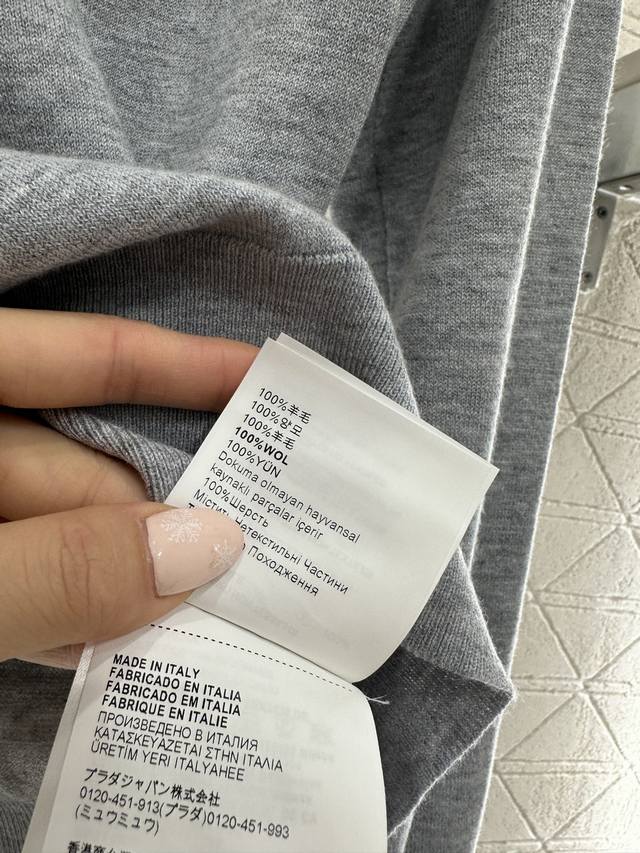 100%羊毛
100%양모
100%羊毛
100%WOL
100%YÜN
Dokuma olmayan hayvansal
kaynaklı parçalar içerir
100%Шерсть
Містить Нетекстильні Частини
Походження
MADE IN ITALY
FABRICADO EN ITALIA
FABRICADO EM ITALIA
FABRIQUE EN ITALIE
ПРОИЗВЕДЕНО В ИТАЛИЯ
ΚΑΤΑΣΚΕΥΑΖΕΤΑΙ ΣΤΗΝ ΙΤΑΛΙΑ
ÜRETİM YERİ ITALYAHEE
プラダジャパン株式会社
0120-451-913(プラダ)0120-451-993
(ミュウミュウ)